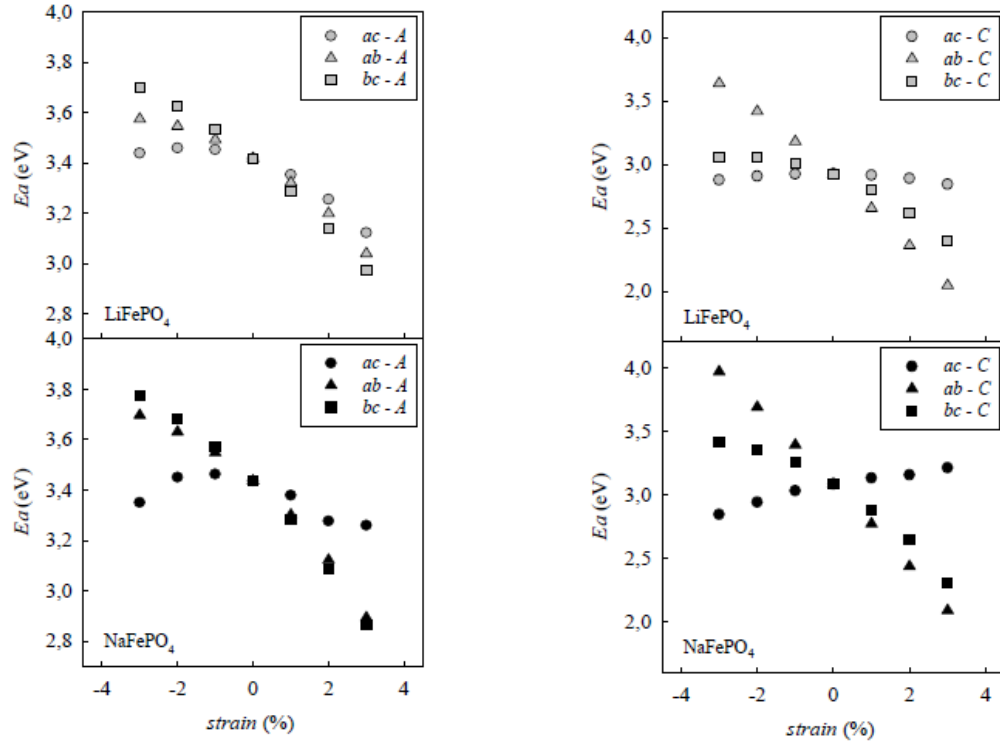 4,0
3,8
3,6
3,4
3,2
3,0
2,8
Ea (eV)
ac - A
ab - A
bc - A
LiFePO4
4,0
3,5
3,0
2,5
2,0
Ea (eV)
ac - C
ab - C
bc - C
LiFePO4
4,0
3,8
3,6
3,4
3,2
3,0
2,8
Ea (eV)
ac - A
ab - A
bc - A
NaFePO4
-4 -2 0 2 4
strain (%)
4,0
3,5
3,0
2,5
2,0
Ea (eV)
ac - C
ab - C
bc - C
NaFePO4
-4 -2 0 2 4
strain (%)